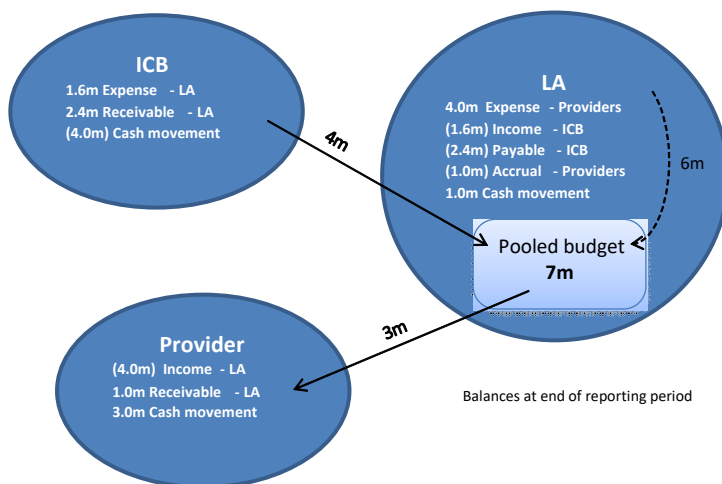 ICB
1.6m Expense - LA
2.4m Receivable - LA
(4.0m) Cash movement
4m
LA
4.0m Expense - Providers
(1.6m) Income - ICB
(2.4m) Payable - ICB
(1.0m) Accrual - Providers
1.0m Cash movement
6m
Pooled budget
7m
3m
Provider
(4.0m) Income - LA
1.0m Receivable - LA
3.0m Cash movement
Balances at end of reporting period